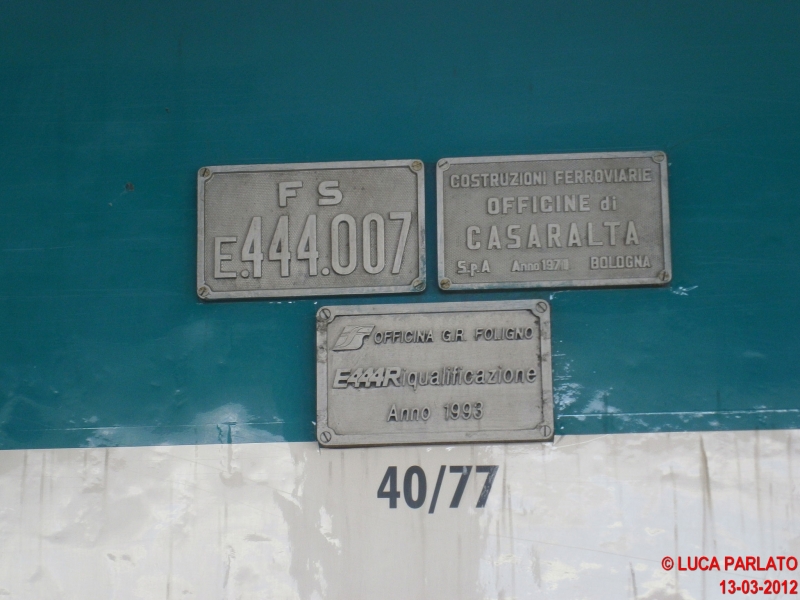 FS
E.444.007
COSTRUZIONI FERROVIARIE
OFFICINE di
CASARALTA
S.p.A Anno BOLOGNA
FS OFFICINA G.R. FOLIGNO
E444Riqualificazione
Anno 1993
40/77
© LUCA PARLATO
13-03-2012